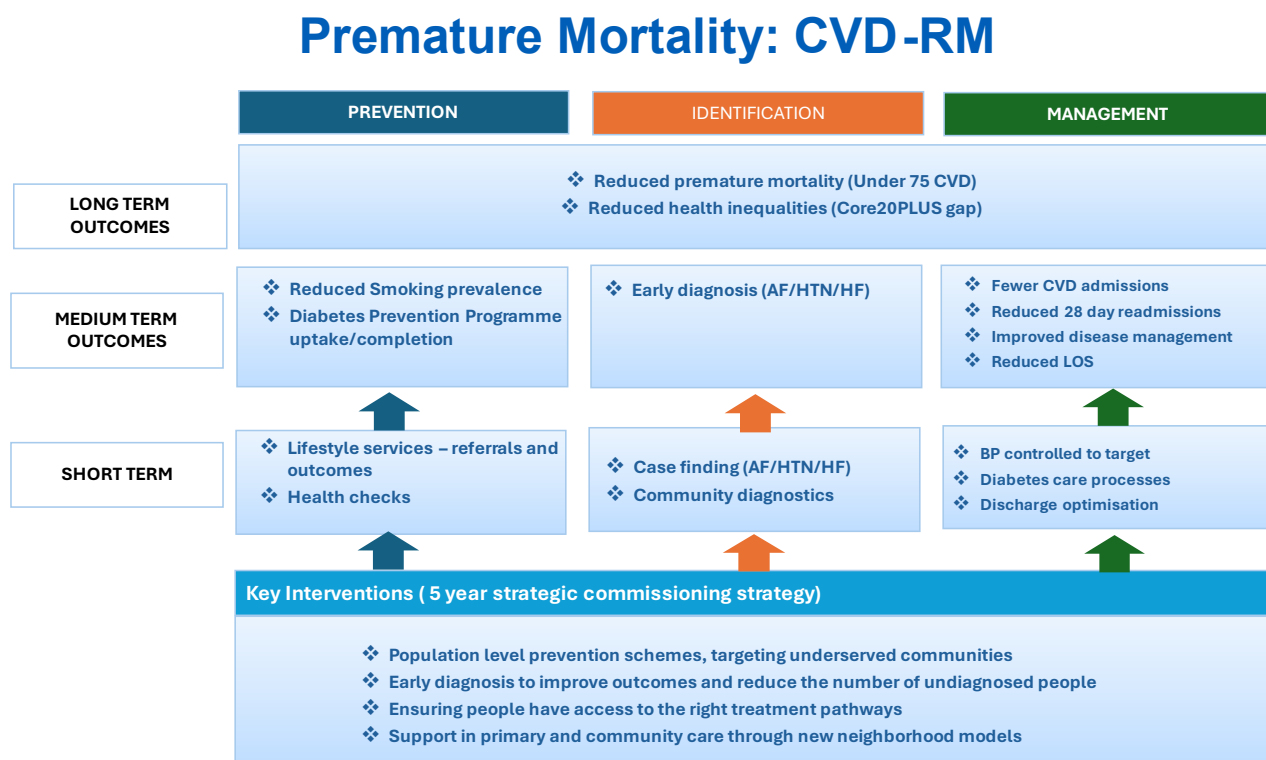 Premature Mortality: CVD-RM
PREVENTION
IDENTIFICATION
MANAGEMENT
LONG TERM
OUTCOMES
❖ Reduced premature mortality (Under 75 CVD)
❖ Reduced health inequalities (Core20PLUS gap)
MEDIUM TERM
OUTCOMES
❖ Reduced Smoking prevalence
❖ Diabetes Prevention Programme
uptake/completion
❖ Early diagnosis (AF/HTN/HF)
❖ Fewer CVD admissions
❖ Reduced 28 day readmissions
❖ Improved disease management
❖ Reduced LOS
SHORT TERM
❖ Lifestyle services – referrals and
outcomes
❖ Health checks
❖ Case finding (AF/HTN/HF)
❖ Community diagnostics
❖ BP controlled to target
❖ Diabetes care processes
❖ Discharge optimisation
Key Interventions ( 5 year strategic commissioning strategy)
❖ Population level prevention schemes, targeting underserved communities
❖ Early diagnosis to improve outcomes and reduce the number of undiagnosed people
❖ Ensuring people have access to the right treatment pathways
❖ Support in primary and community care through new neighborhood models